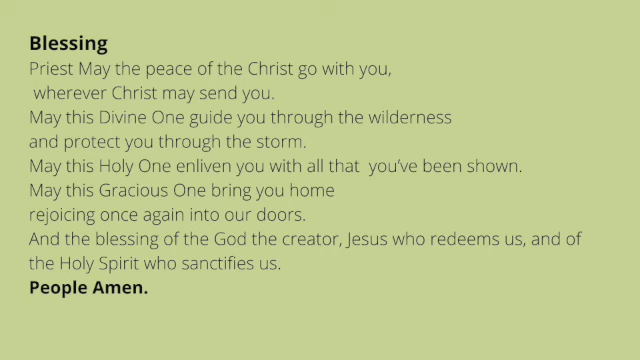 Blessing
Priest May the peace of the Christ go with you,
wherever Christ may send you.
May this Divine One guide you through the wilderness
and protect you through the storm.
May this Holy One enliven you with all that  you’ve been shown.
May this Gracious One bring you home
rejoicing once again into our doors.
And the blessing of the God the creator, Jesus who redeems us, and of
the Holy Spirit who sanctifies us.
People Amen.